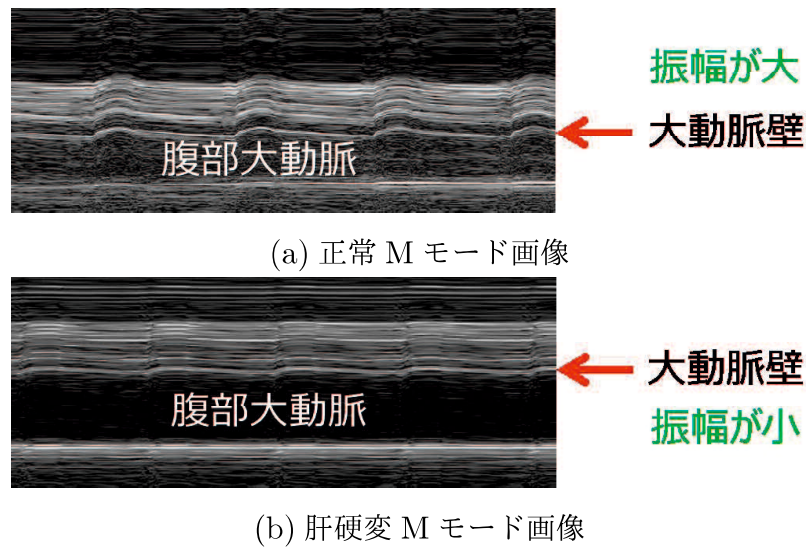 振幅が大
大動脈壁
腹部大動脈
(a) 正常 M モード画像
大動脈壁
腹部大動脈
振幅が小
(b) 肝硬変 M モード画像